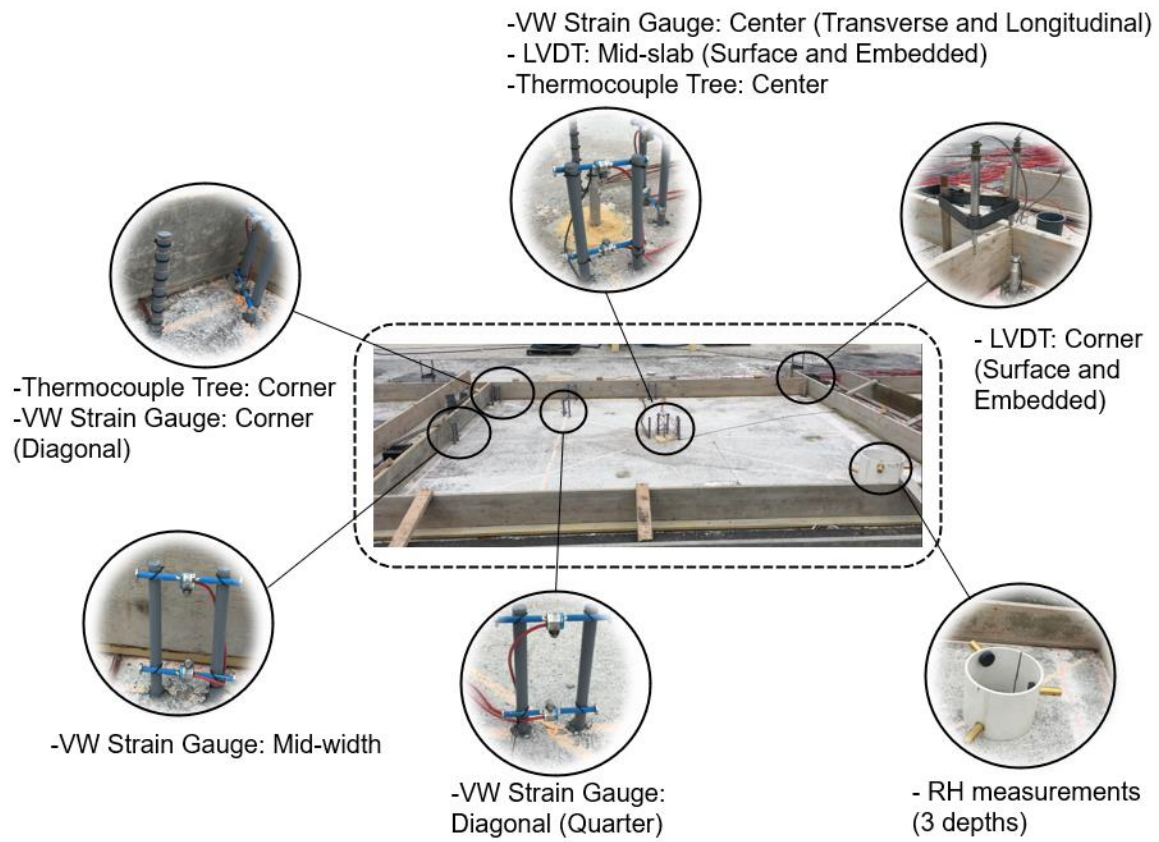 -VW Strain Gauge: Center (Transverse and Longitudinal)
- LVDT: Mid-slab (Surface and Embedded)
-Thermocouple Tree: Center
-Thermocouple Tree: Corner
-VW Strain Gauge: Corner
(Diagonal)
- LVDT: Corner
(Surface and
Embedded)
-VW Strain Gauge: Mid-width
-VW Strain Gauge:
Diagonal (Quarter)
- RH measurements
(3 depths)